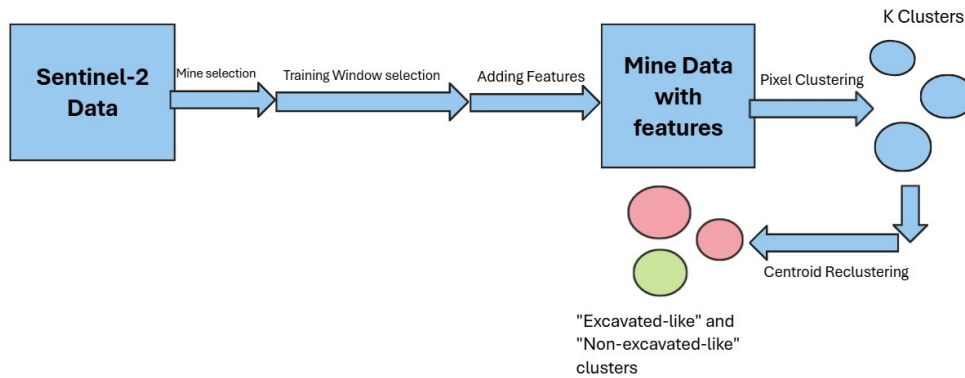 K Clusters
Sentinel-2
Data
Mine selection
Training Window selection
Adding Features
Mine Data
with
features
Pixel Clustering
Centroid Reclustering
"Excavated-like" and
"Non-excavated-like"
clusters